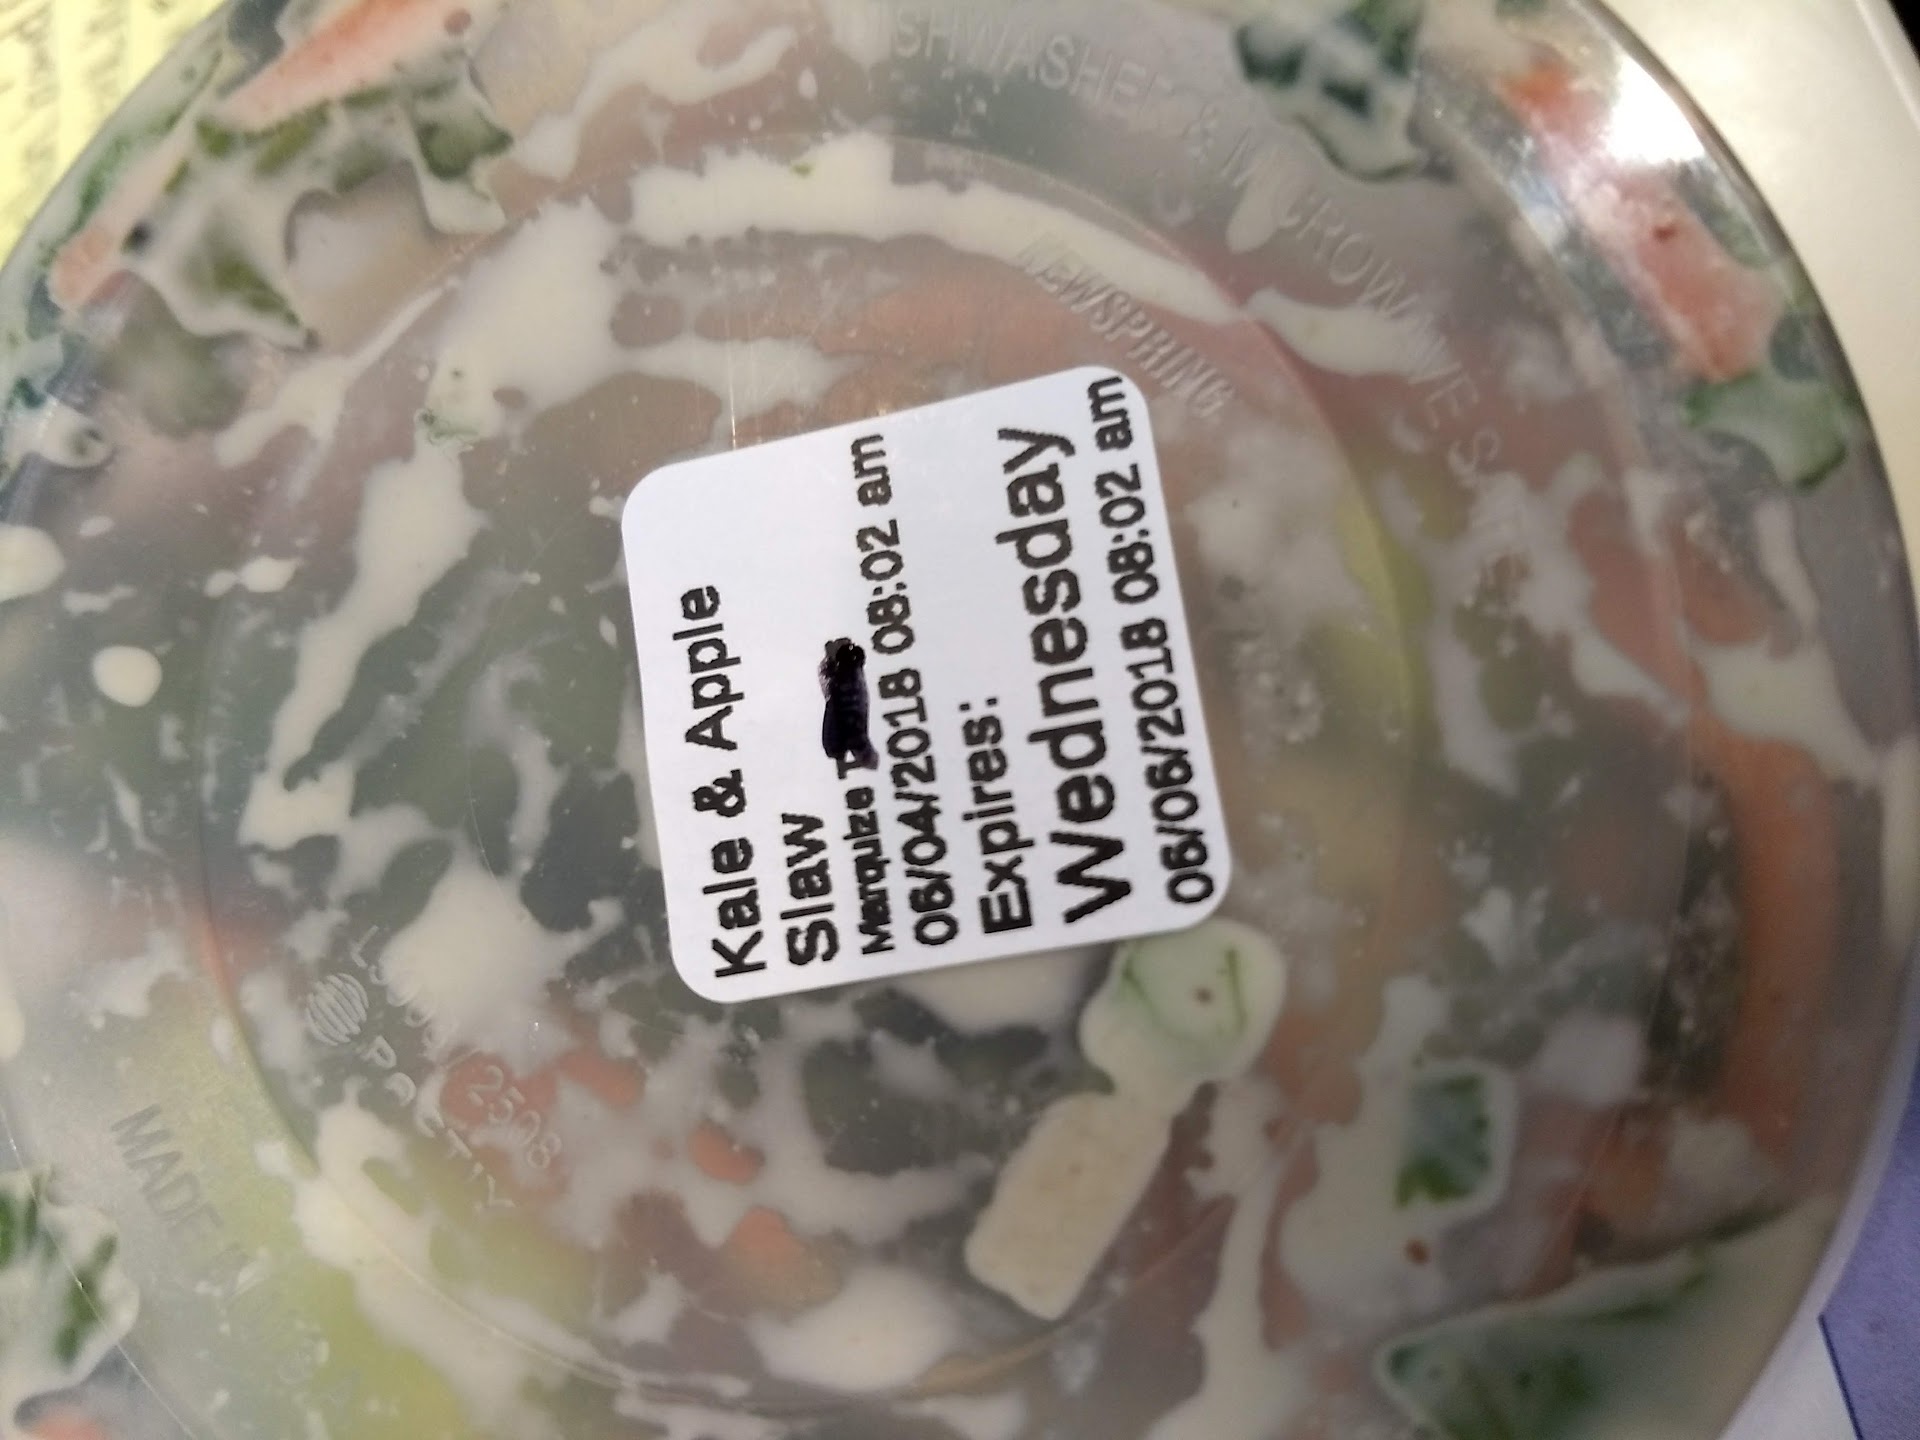 Kale & Apple
Slaw
Marquize
06/04/2018 08:02 am
Expires:
Wednesday
06/06/2018 08:02 am
DISHWASHER & MICROWAVE SAFE
NEWSPRING
PACTIV
MADE